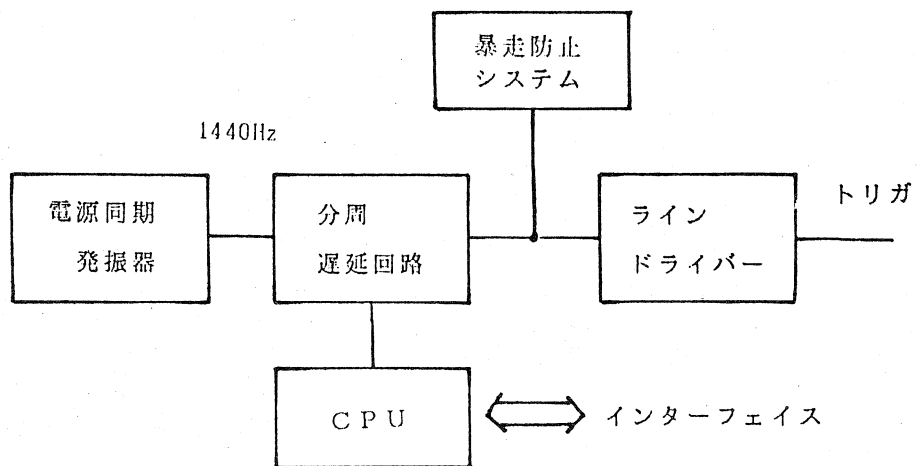 暴走防止
システム
1440Hz
電源同期
発振器
分周
遅延回路
ライン
ドライバー
トリガ
CPU
インターフェイス